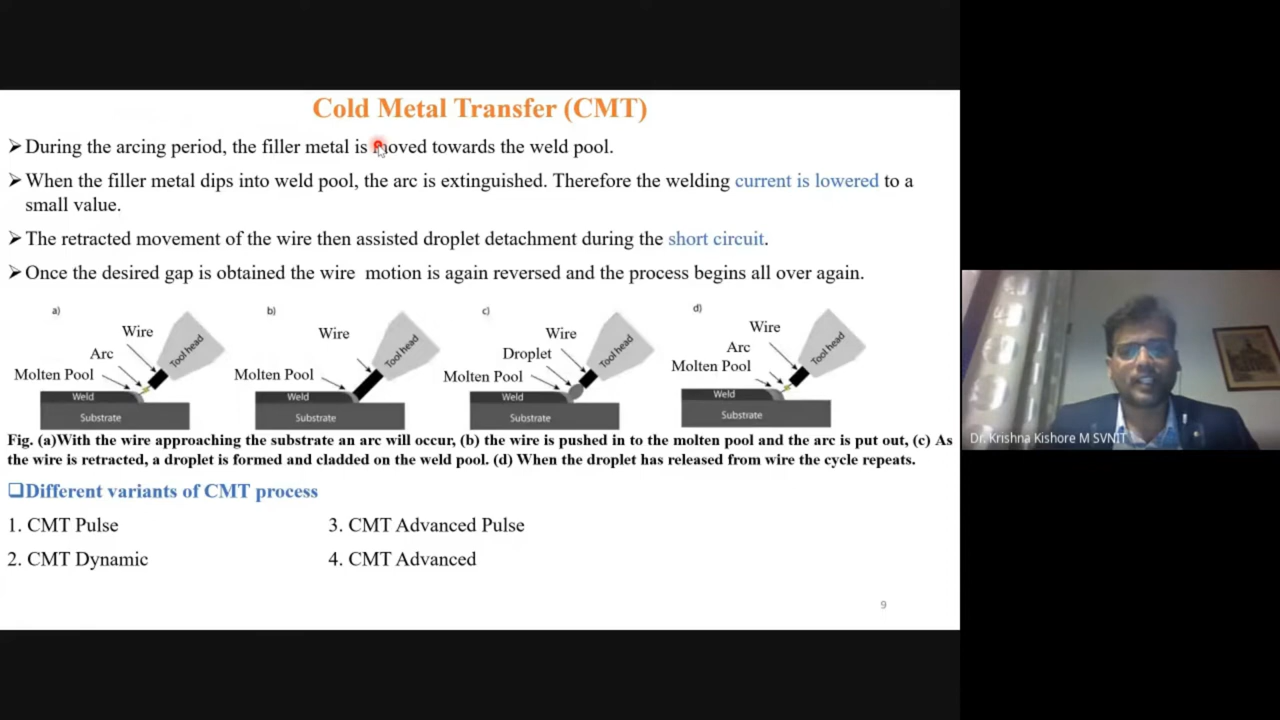 Cold Metal Transfer (CMT)
➤During the arcing period, the filler metal is moved towards the weld pool.
➤When the filler metal dips into weld pool, the arc is extinguished. Therefore the welding current is lowered to a
small value.
➤The retracted movement of the wire then assisted droplet detachment during the short circuit.
➤Once the desired gap is obtained the wire motion is again reversed and the process begins all over again.
a)
Wire
Arc
Tool head
Molten Pool
Weld
Substrate
b)
Wire
Tool head
Molten Pool
Weld
Substrate
c)
Wire
Droplet
Tool head
Molten Pool
Weld
Substrate
d)
Wire
Arc
Tool head
Molten Pool
Weld
Substrate
Fig. (a)With the wire approaching the substrate an arc will occur, (b) the wire is pushed in to the molten pool and the arc is put out, (c) As
the wire is retracted, a droplet is formed and cladded on the weld pool. (d) When the droplet has released from wire the cycle repeats.
❑Different variants of CMT process
1. CMT Pulse
3. CMT Advanced Pulse
2. CMT Dynamic
4. CMT Advanced
9
Dr. Krishna Kishore M SVNIT